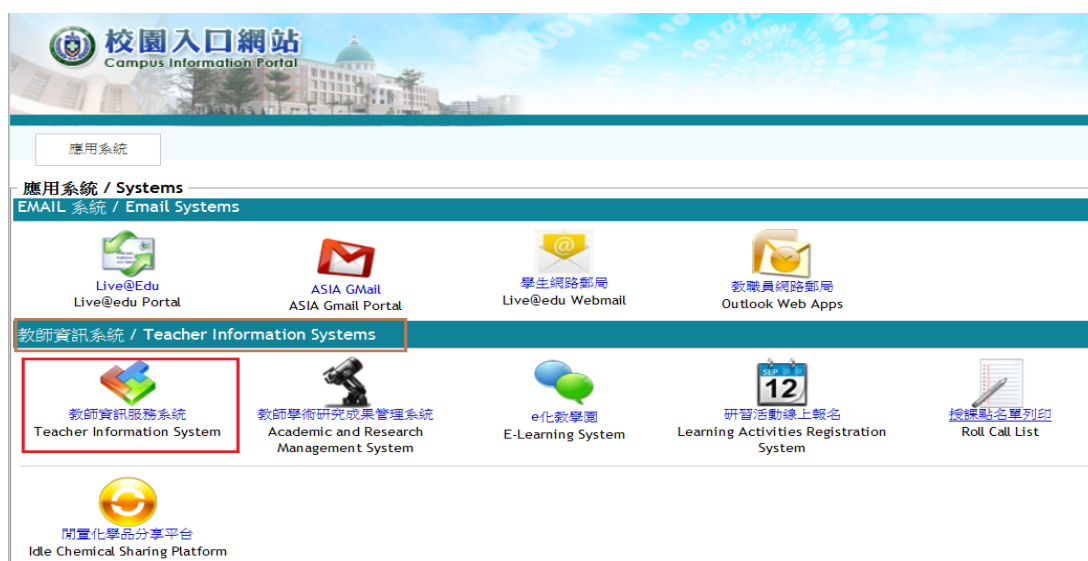 校園入口網站
Campus Information Portal
應用系統
應用系統 / Systems
EMAIL 系統 / Email Systems
Live@Edu
Live@edu Portal
ASIA GMail
ASIA Gmail Portal
學生網路郵局
Live@edu Webmail
教職員網路郵局
Outlook Web Apps
教師資訊系統 / Teacher Information Systems
教師資訊服務系統
Teacher Information System
教師學術研究成果管理系統
Academic and Research
Management System
e化教學園
E-Learning System
SEP
12
研習活動線上報名
Learning Activities Registration
System
授課點名單列印
Roll Call List
閒置化學品分享平台
Idle Chemical Sharing Platform